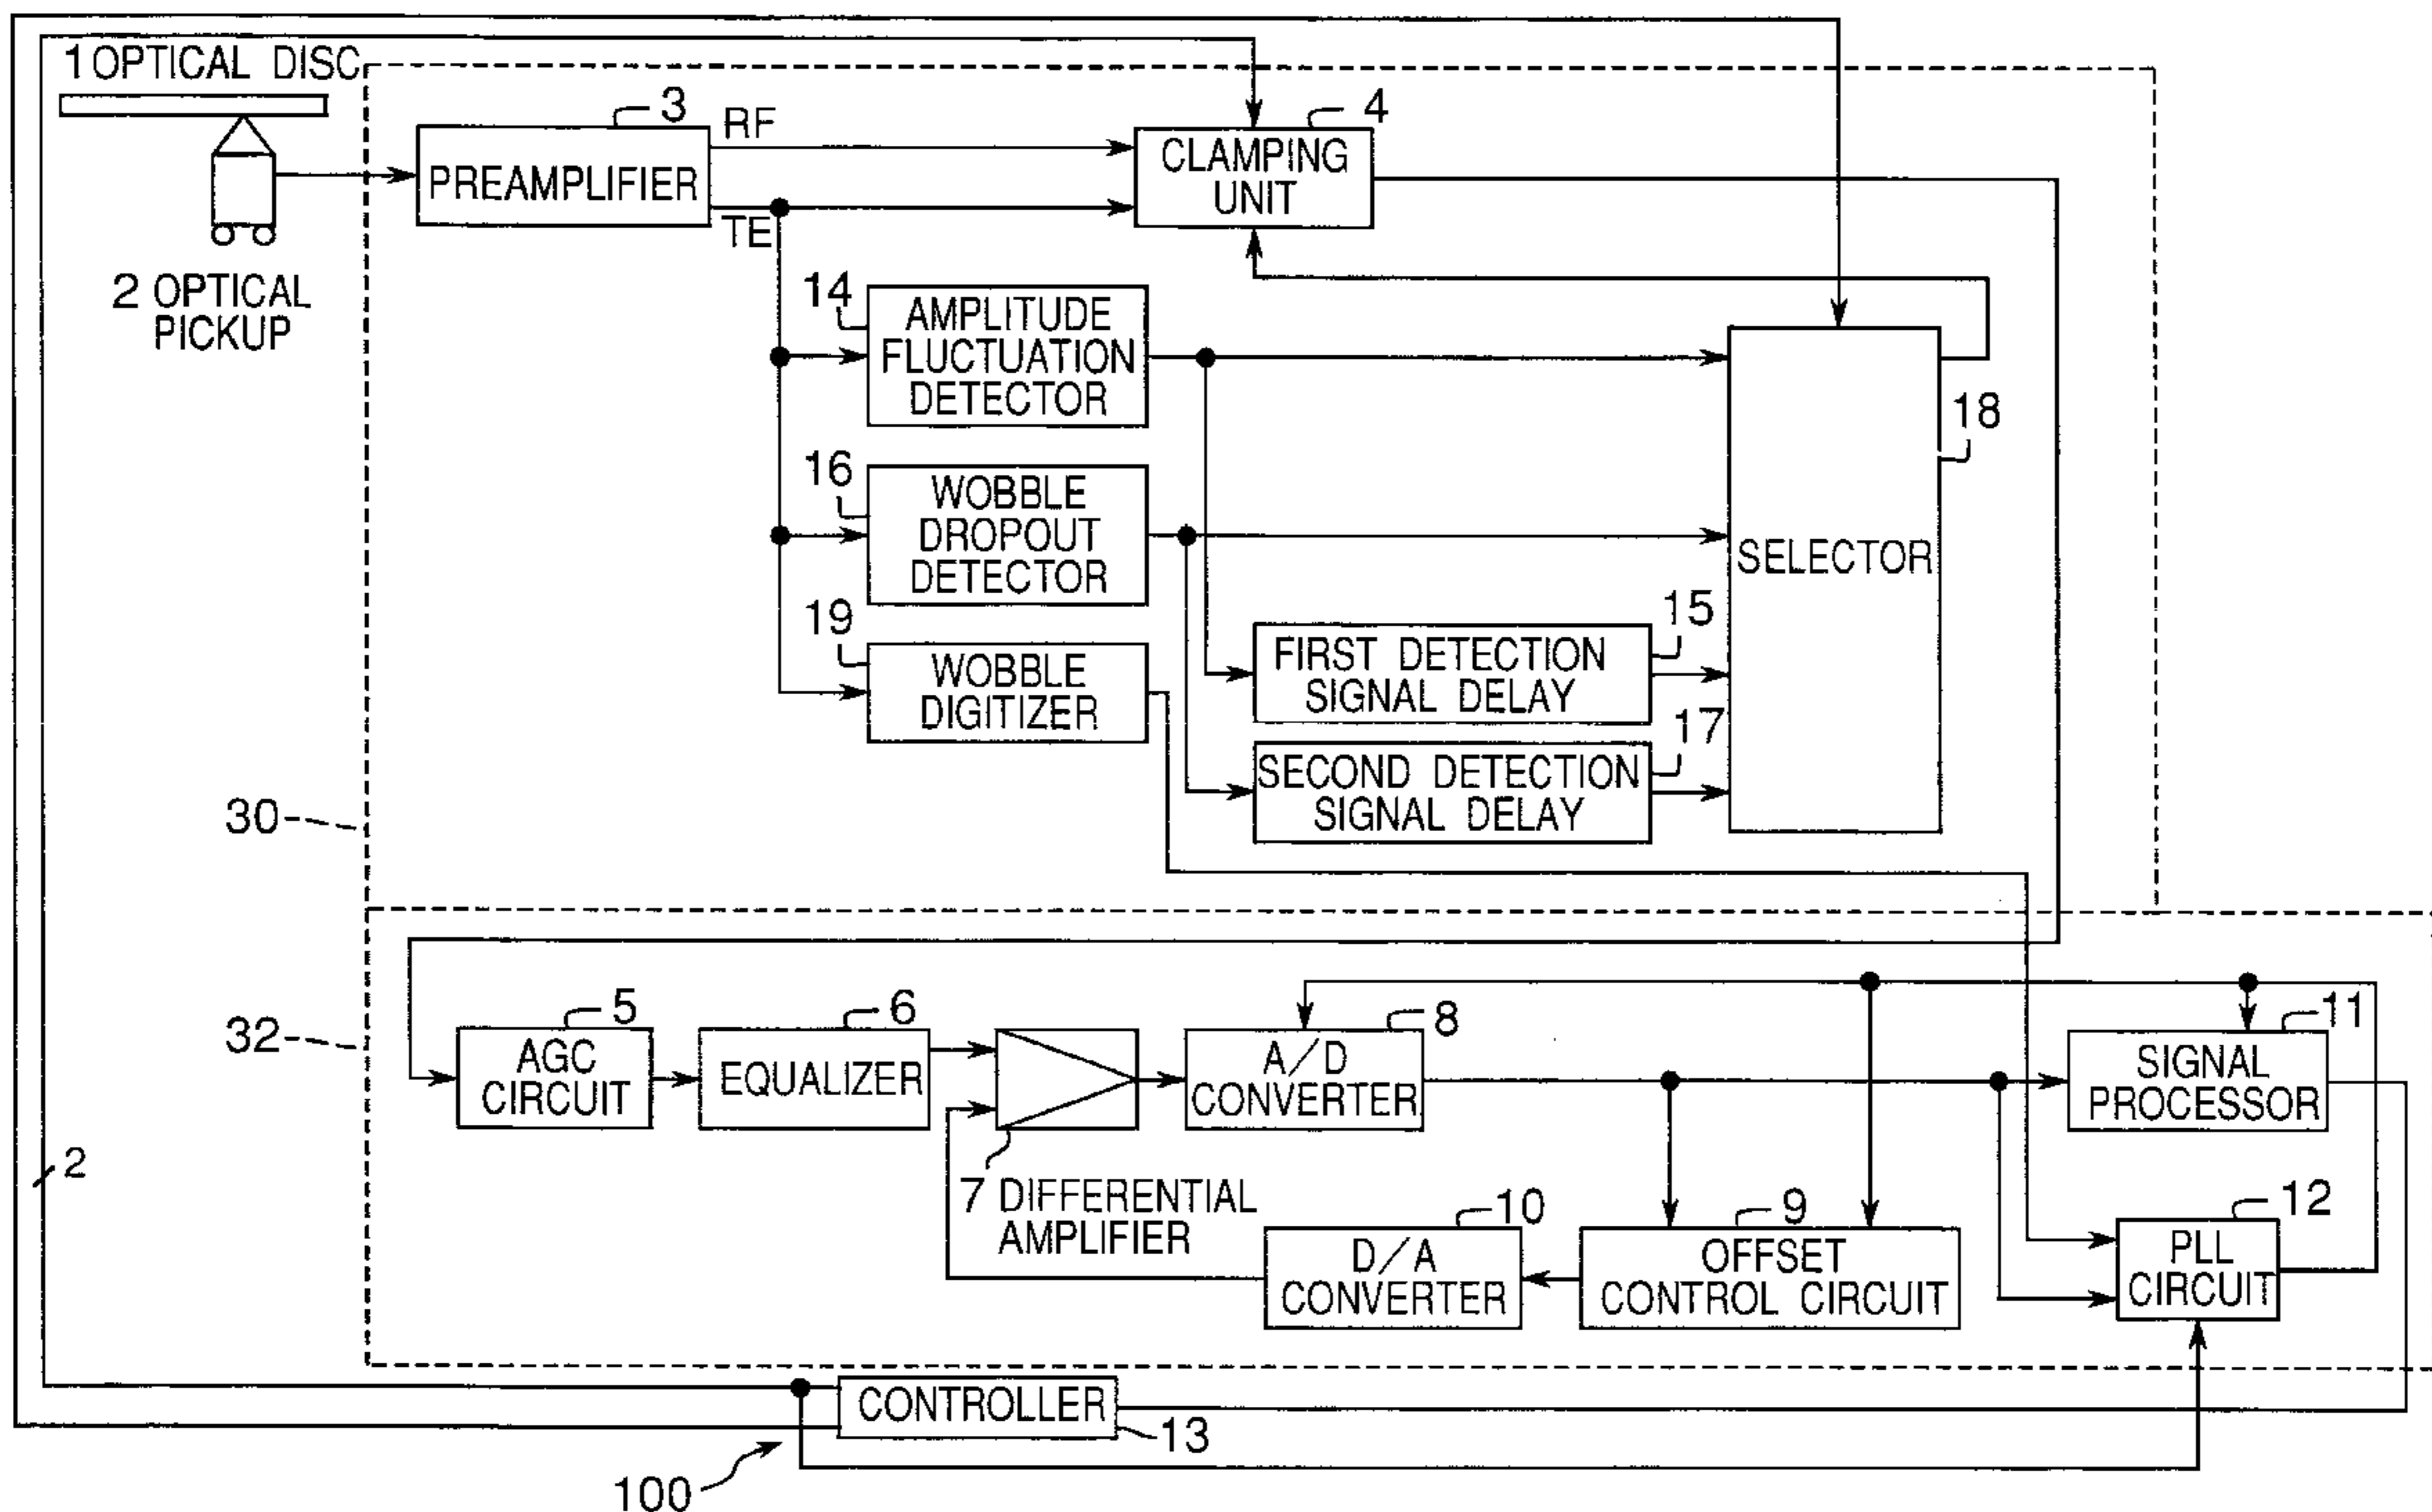 1 OPTICAL DISC
2 OPTICAL
PICKUP
3
PREAMPLIFIER
RF
TE
4
CLAMPING
UNIT
14
AMPLITUDE
FLUCTUATION
DETECTOR
16
WOBBLE
DROPOUT
DETECTOR
19
WOBBLE
DIGITIZER
18
SELECTOR
15
FIRST DETECTION
SIGNAL DELAY
17
SECOND DETECTION
SIGNAL DELAY
30
32
2
5
AGC
CIRCUIT
6
EQUALIZER
7 DIFFERENTIAL
AMPLIFIER
8
A/D
CONVERTER
11
SIGNAL
PROCESSOR
10
D/A
CONVERTER
9
OFFSET
CONTROL CIRCUIT
12
PLL
CIRCUIT
CONTROLLER
13
100